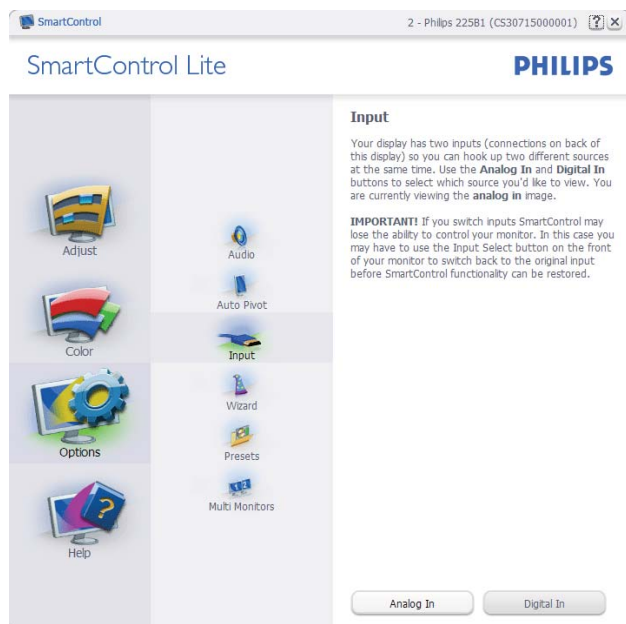 SmartControl
2 - Philips 225B1 (CS30715000001)
?
SmartControl Lite
PHILIPS
Adjust
Color
Options
Help
Audio
Auto Pivot
Input
Wizard
Presets
1 2
Multi Monitors
Input
Your display has two inputs (connections on back of
this display) so you can hook up two different sources
at the same time. Use the Analog In and Digital In
buttons to select which source you'd like to view. You
are currently viewing the analog in image.
IMPORTANT! If you switch inputs SmartControl may
lose the ability to control your monitor. In this case you
may have to use the Input Select button on the front
of your monitor to switch back to the original input
before SmartControl functionality can be restored.
Analog In
Digital In